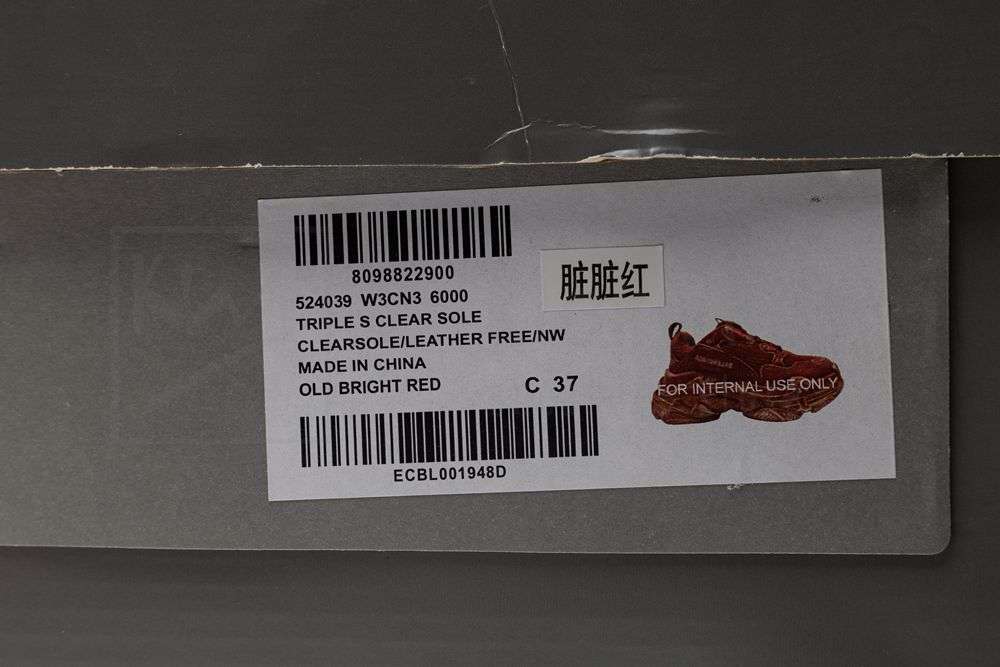 8098822900
524039 W3CN3 6000
TRIPLE S CLEAR SOLE
CLEARSOLE/LEATHER FREE/NW
MADE IN CHINA
OLD BRIGHT RED
C 37
ECBL001948D
脏脏红
FOR INTERNAL USE ONLY